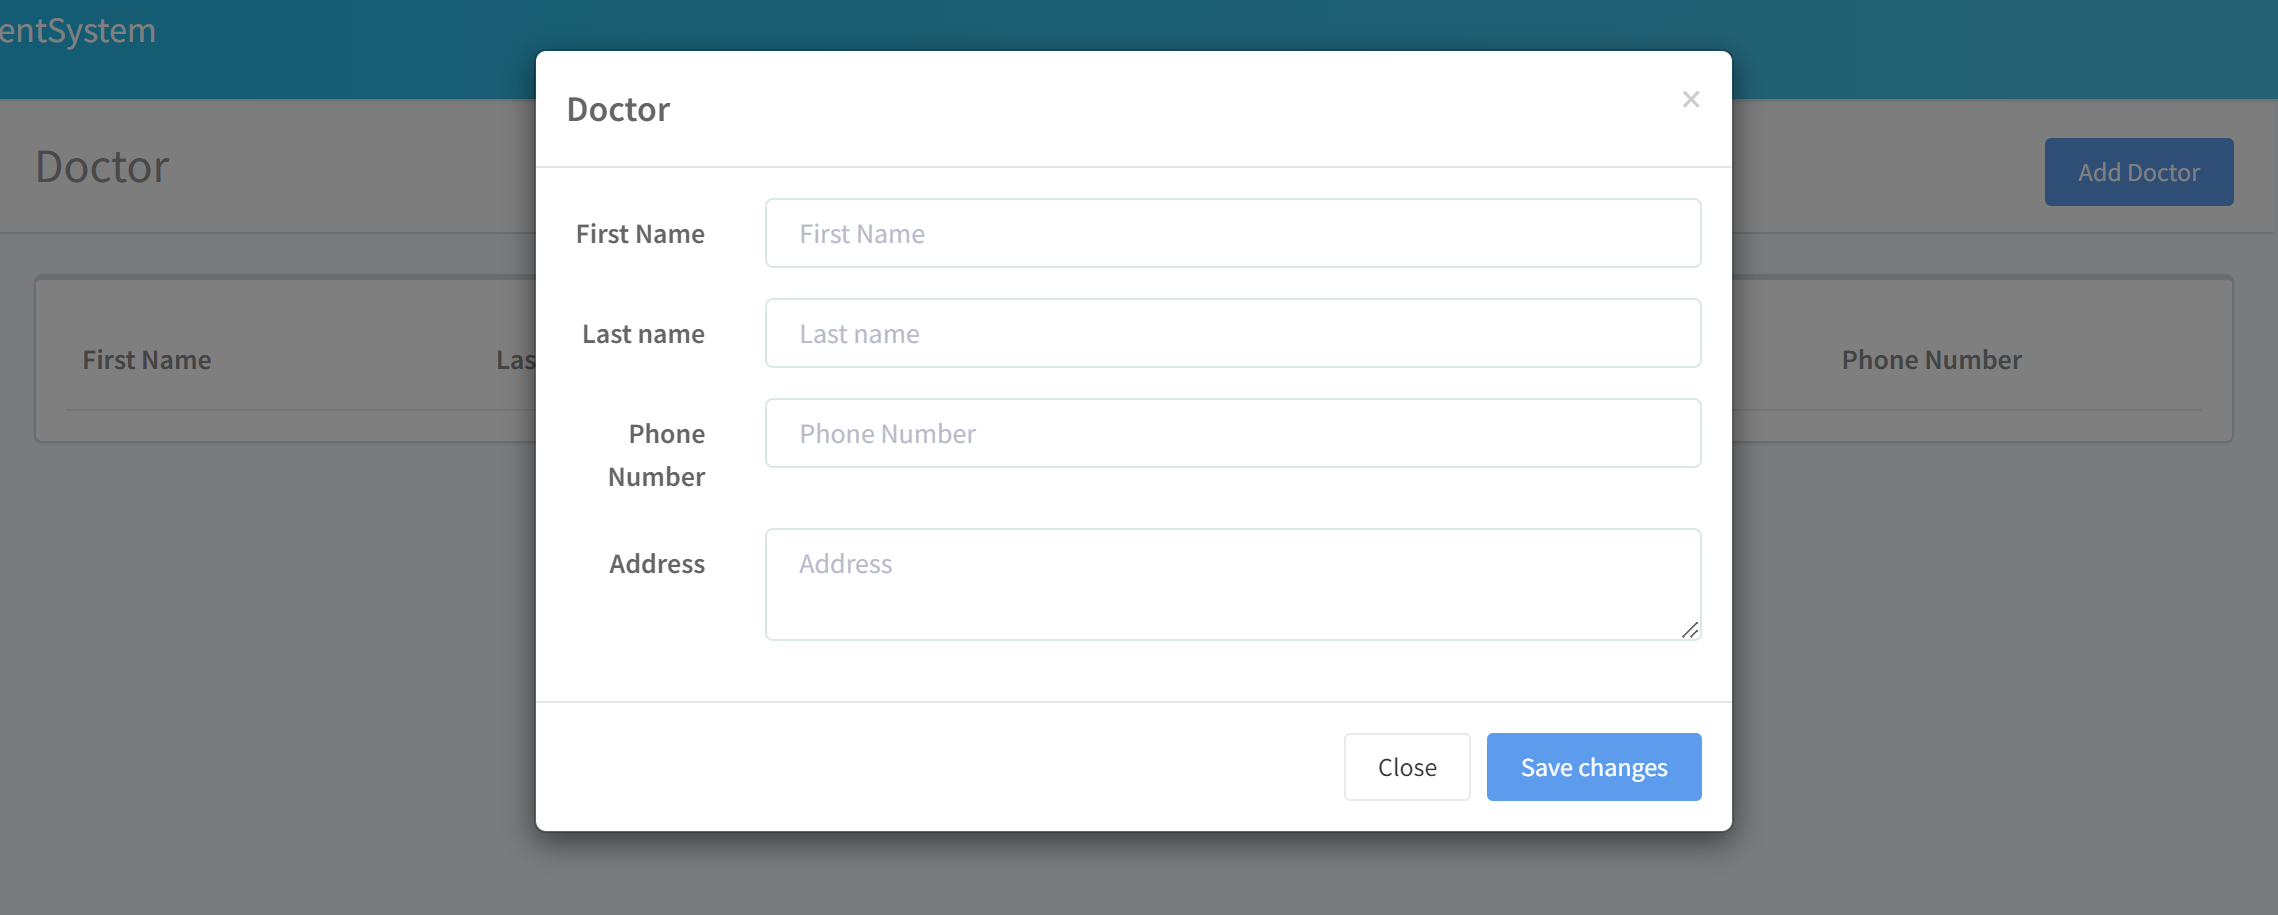 entSystem
Doctor
Add Doctor
First Name
Las
Phone Number
Doctor
×
First Name
First Name
Last name
Last name
Phone
Number
Phone Number
Address
Address
Close
Save changes